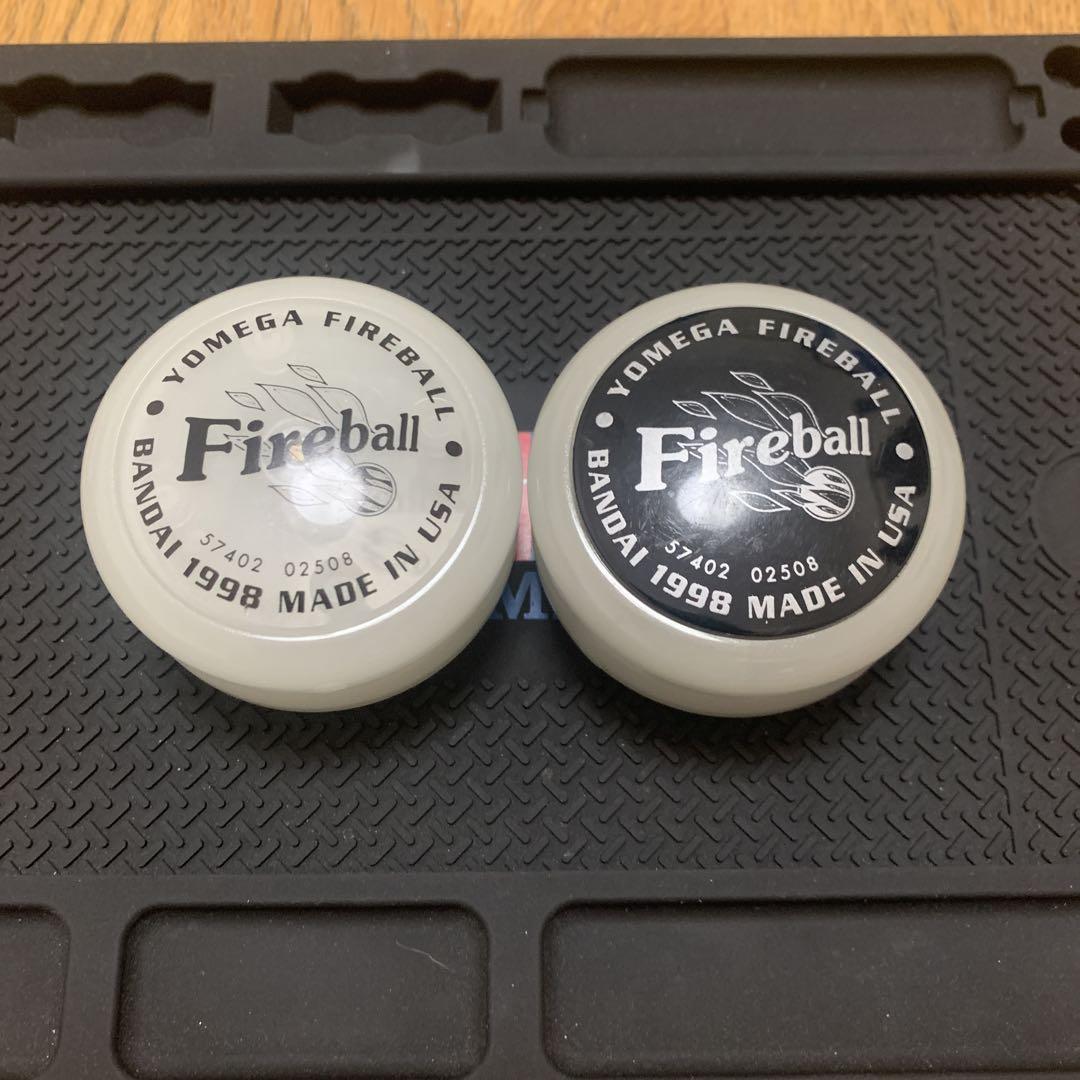 YOMEGA FIREBALL
Fireball
57402 02508
BANDAI 1998 MADE IN USA
YOMEGA FIREBALL
Fireball
57402 02508
BANDAI 1998 MADE IN USA